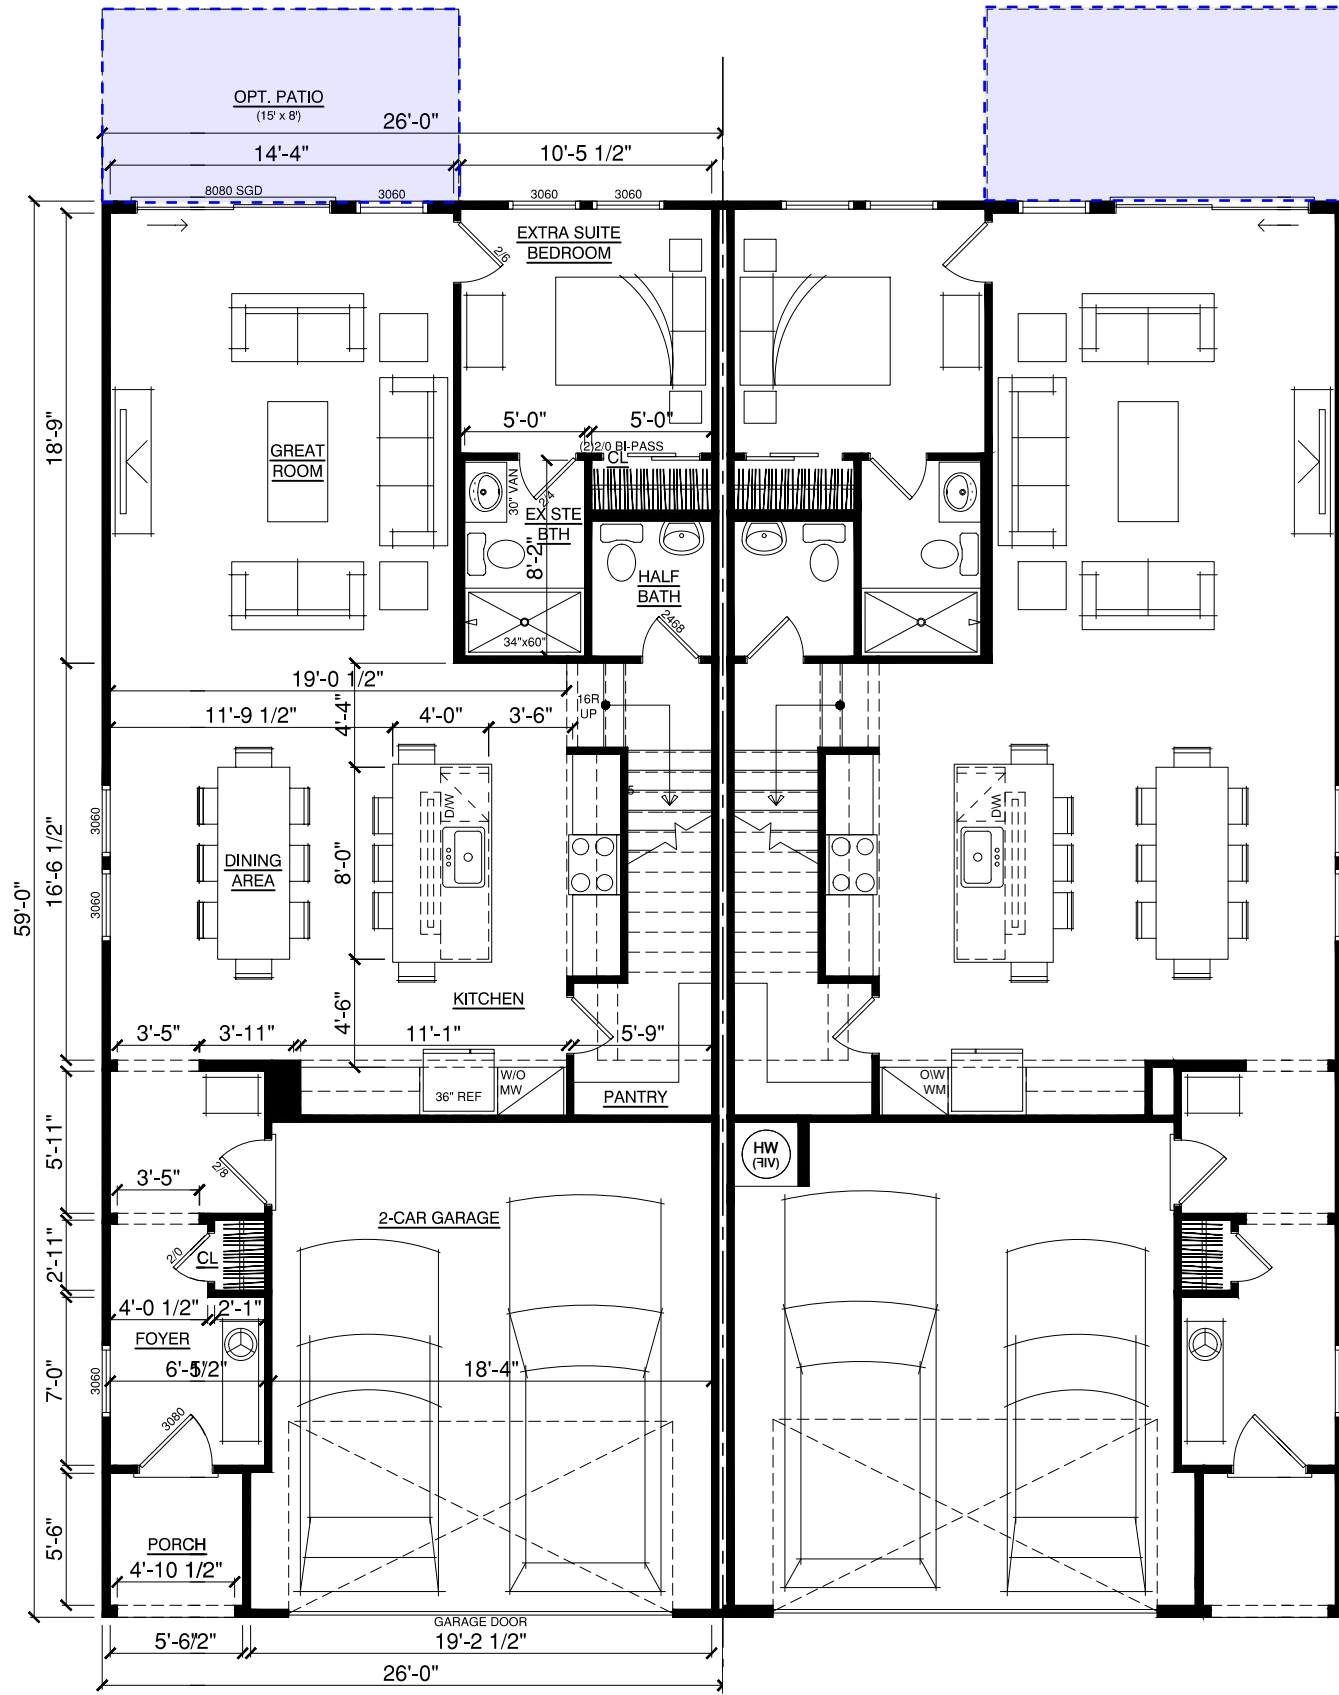 OPT. PATIO
(15' x 8')
26'-0"
14'-4"
10'-5 1/2"
8080 SGD
3060
3060
3060
EXTRA SUITE
BEDROOM
2/6
18'-9"
GREAT
ROOM
5'-0"
5'-0"
(2)2/0 BI-PASS
CL
30" VAN
2/4
EX STE
BTH
8'-2"
HALF
BATH
2468
34"x60"
19'-0 1/2"
4'-4"
16R
UP
11'-9 1/2"
4'-0"
3'-6"
3060
D/W
D/W
5
16'-6 1/2"
59'-0"
DINING
AREA
8'-0"
3060
KITCHEN
4'-6"
3'-5"
3'-11"
11'-1"
5'-9"
W/O
MW
36" REF
PANTRY
O\W
WM
5'-11"
2/8
3'-5"
HW
(FIV)
2-CAR GARAGE
2'-11"
2/0
CL
4'-0 1/2"
2'-1"
FOYER
7'-0"
3060
18'-4"
3080
5'-6"
PORCH
4'-10 1/2"
GARAGE DOOR
19'-2 1/2"
26'-0"